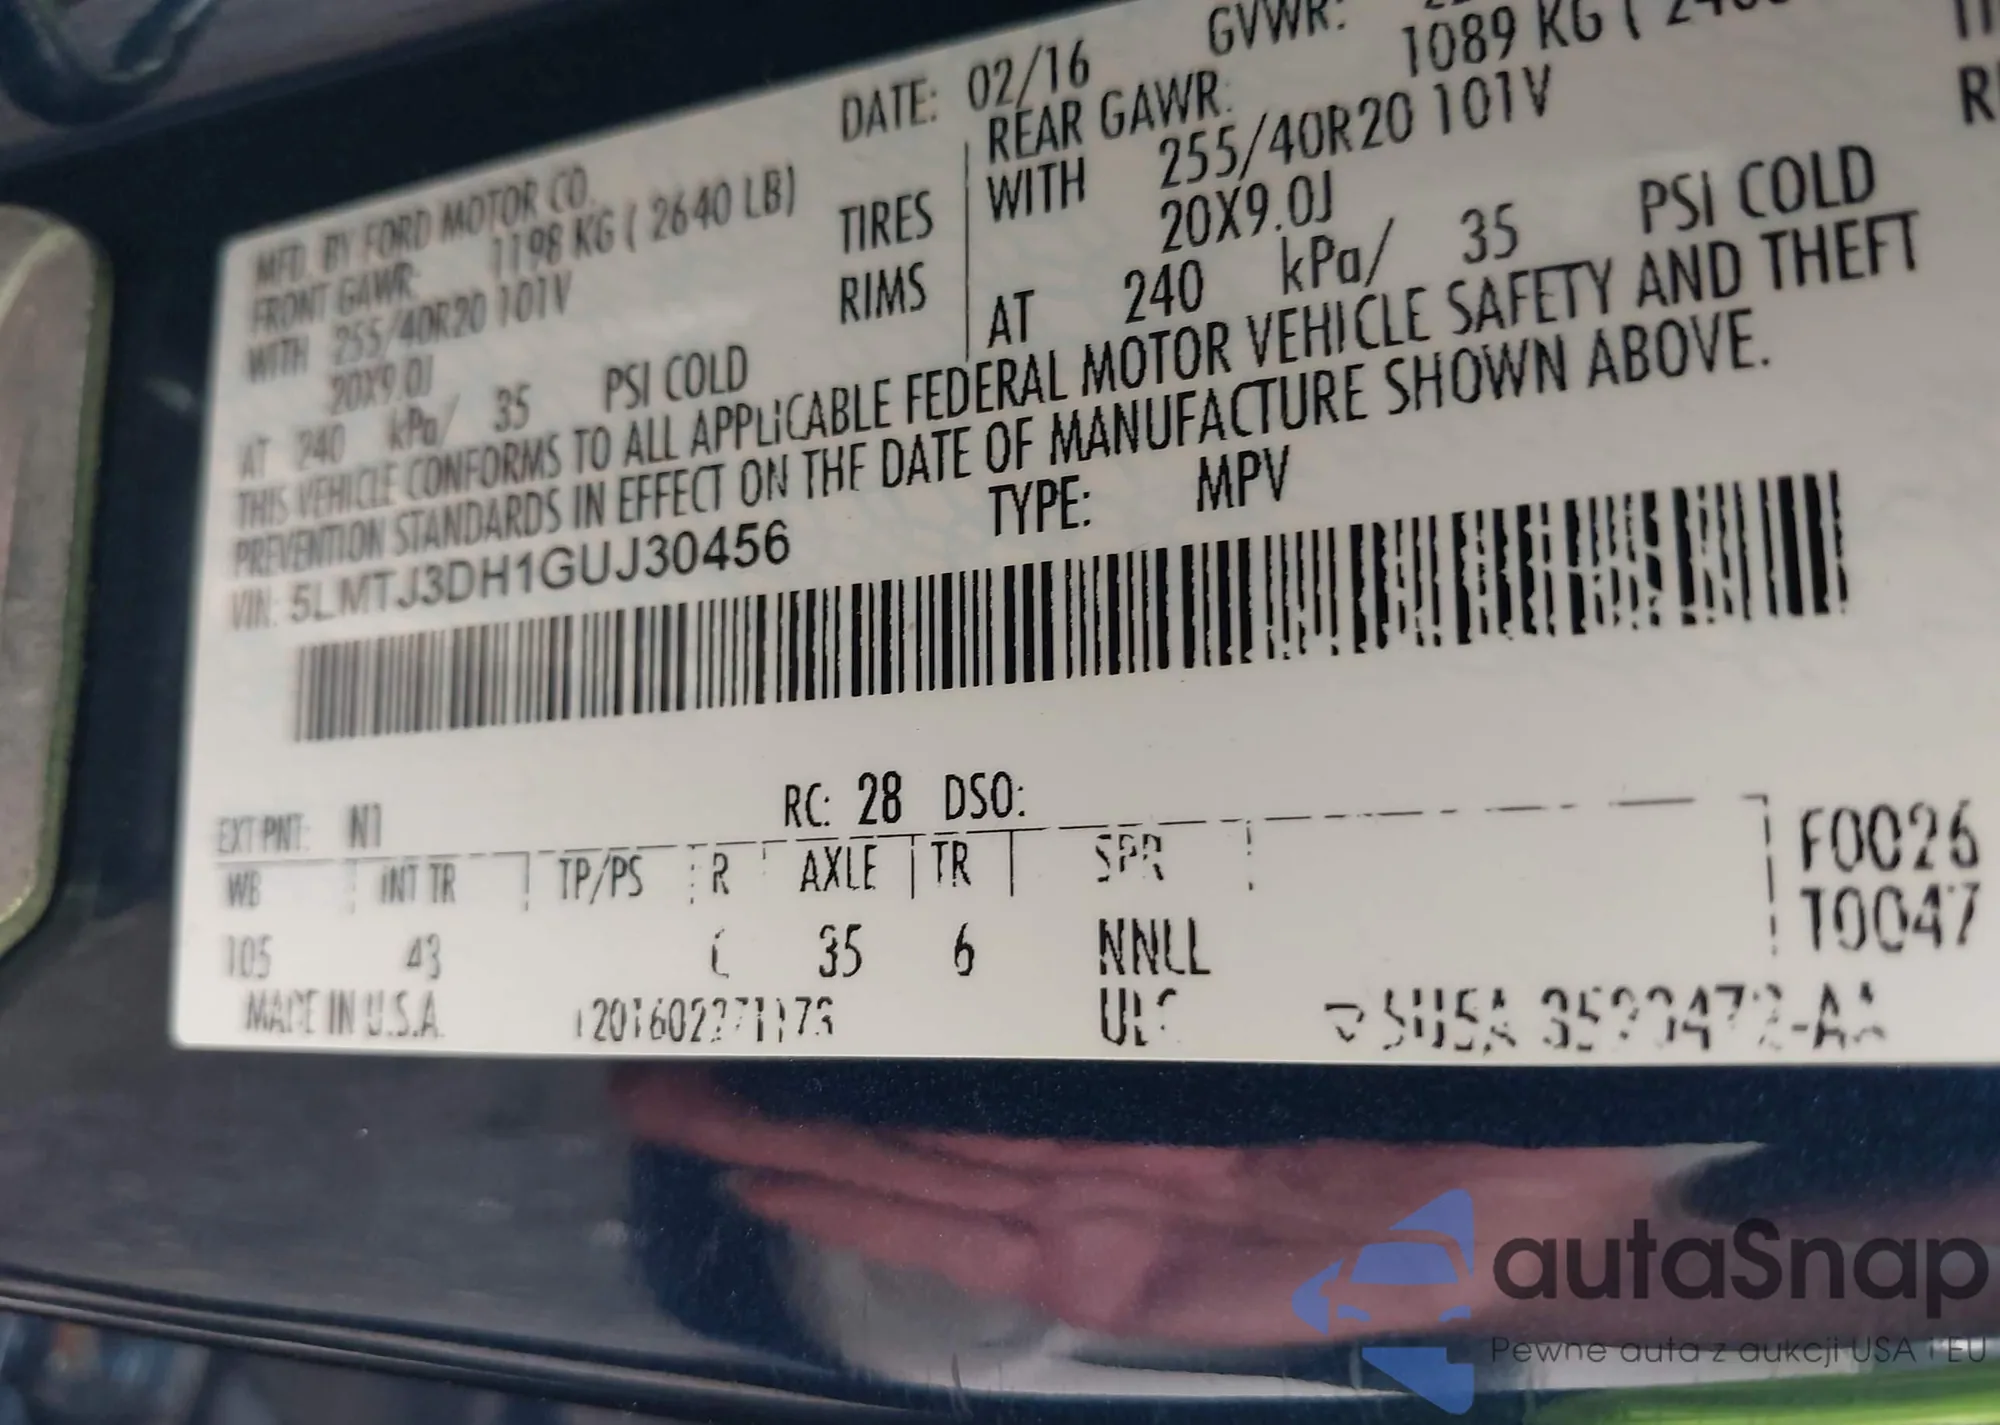 MFD. BY FORD MOTOR CO.
DATE: 02/16
GVWR:
FRONT GAWR: 1198 KG ( 2640 LB)
REAR GAWR: 1089 KG (
WITH 255/40R20 101V TIRES
WITH 255/40R20 101V
20X9.0J RIMS
20X9.0J
AT 240 kPa/ 35 PSI COLD
AT 240 kPa/ 35 PSI COLD
THIS VEHICLE CONFORMS TO ALL APPLICABLE FEDERAL MOTOR VEHICLE SAFETY AND THEFT
PREVENTION STANDARDS IN EFFECT ON THE DATE OF MANUFACTURE SHOWN ABOVE.
VIN: 5LMTJ3DH1GUJ30456
TYPE: MPV
EXT PNT: N1 RC: 28 DSO:
WB INT TR TP/PS R AXLE TR SPR
F0026
105 43 35 6 NNLL
T0047
MADE IN U.S.A.
autaSnap
Pewne auta z aukcji USA i EU